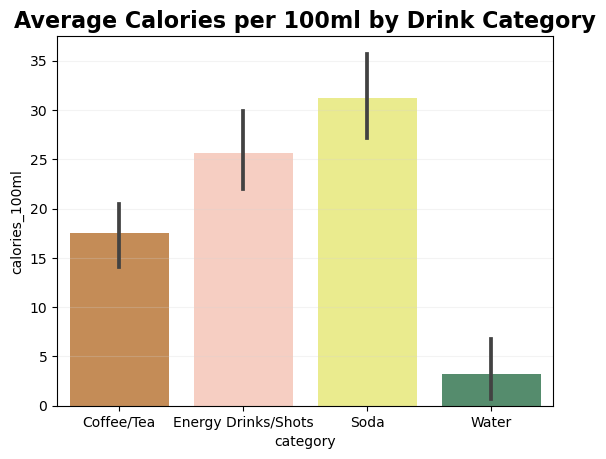 Average Calories per 100ml by Drink Category
calories_100ml
35
30
25
20
15
10
5
0
Coffee/Tea Energy Drinks/Shots Soda Water
category